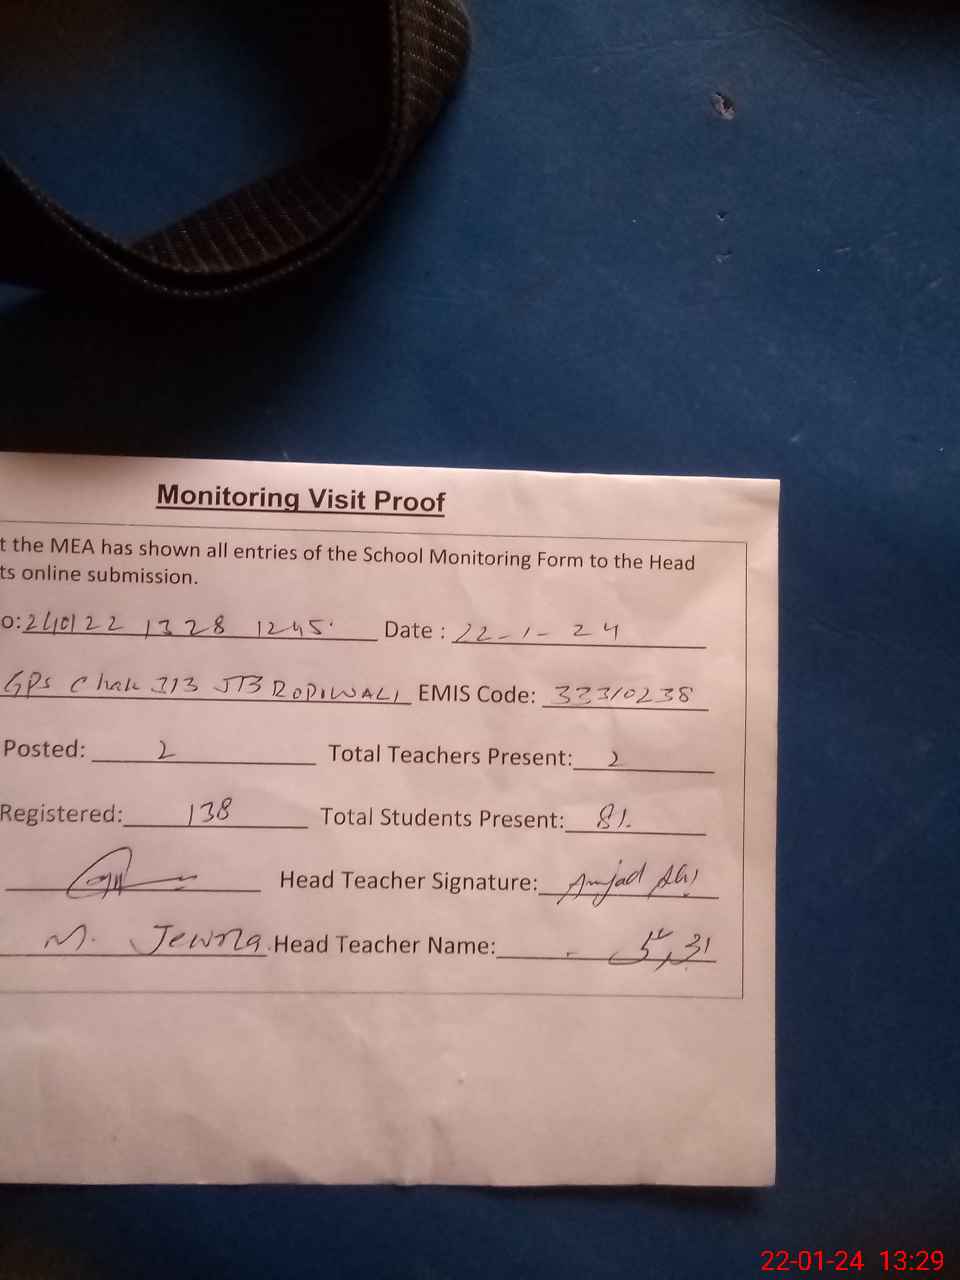 Monitoring Visit Proof
t the MEA has shown all entries of the School Monitoring Form to the Head
ts online submission.
o: 240122 1328 1245 Date : 22-1-24
GPS Chak 313 JB RODIWALI EMIS Code: 33310238
Posted: 2 Total Teachers Present: 2
Registered: 138 Total Students Present: 81
Head Teacher Signature: Amjad Ali
M. Head Teacher Name:
22-01-24 13:29